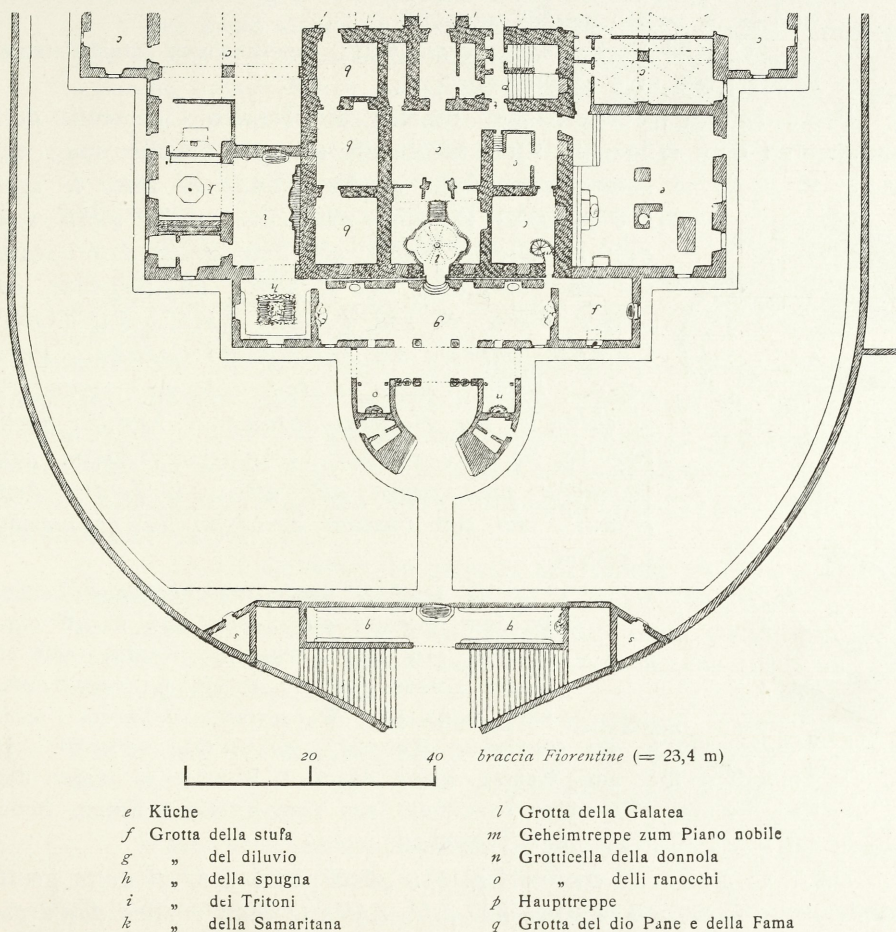 20 40 braccia Fiorentine (= 23,4 m)
e Küche
f Grotta della stufa
g „ del diluvio
h „ della spugna
i „ dei Tritoni
k „ della Samaritana
l Grotta della Galatea
m Geheimtreppe zum Piano nobile
n Grotticella della donnola
o „ delli ranocchi
p Haupttreppe
q Grotta del dio Pane e della Fama